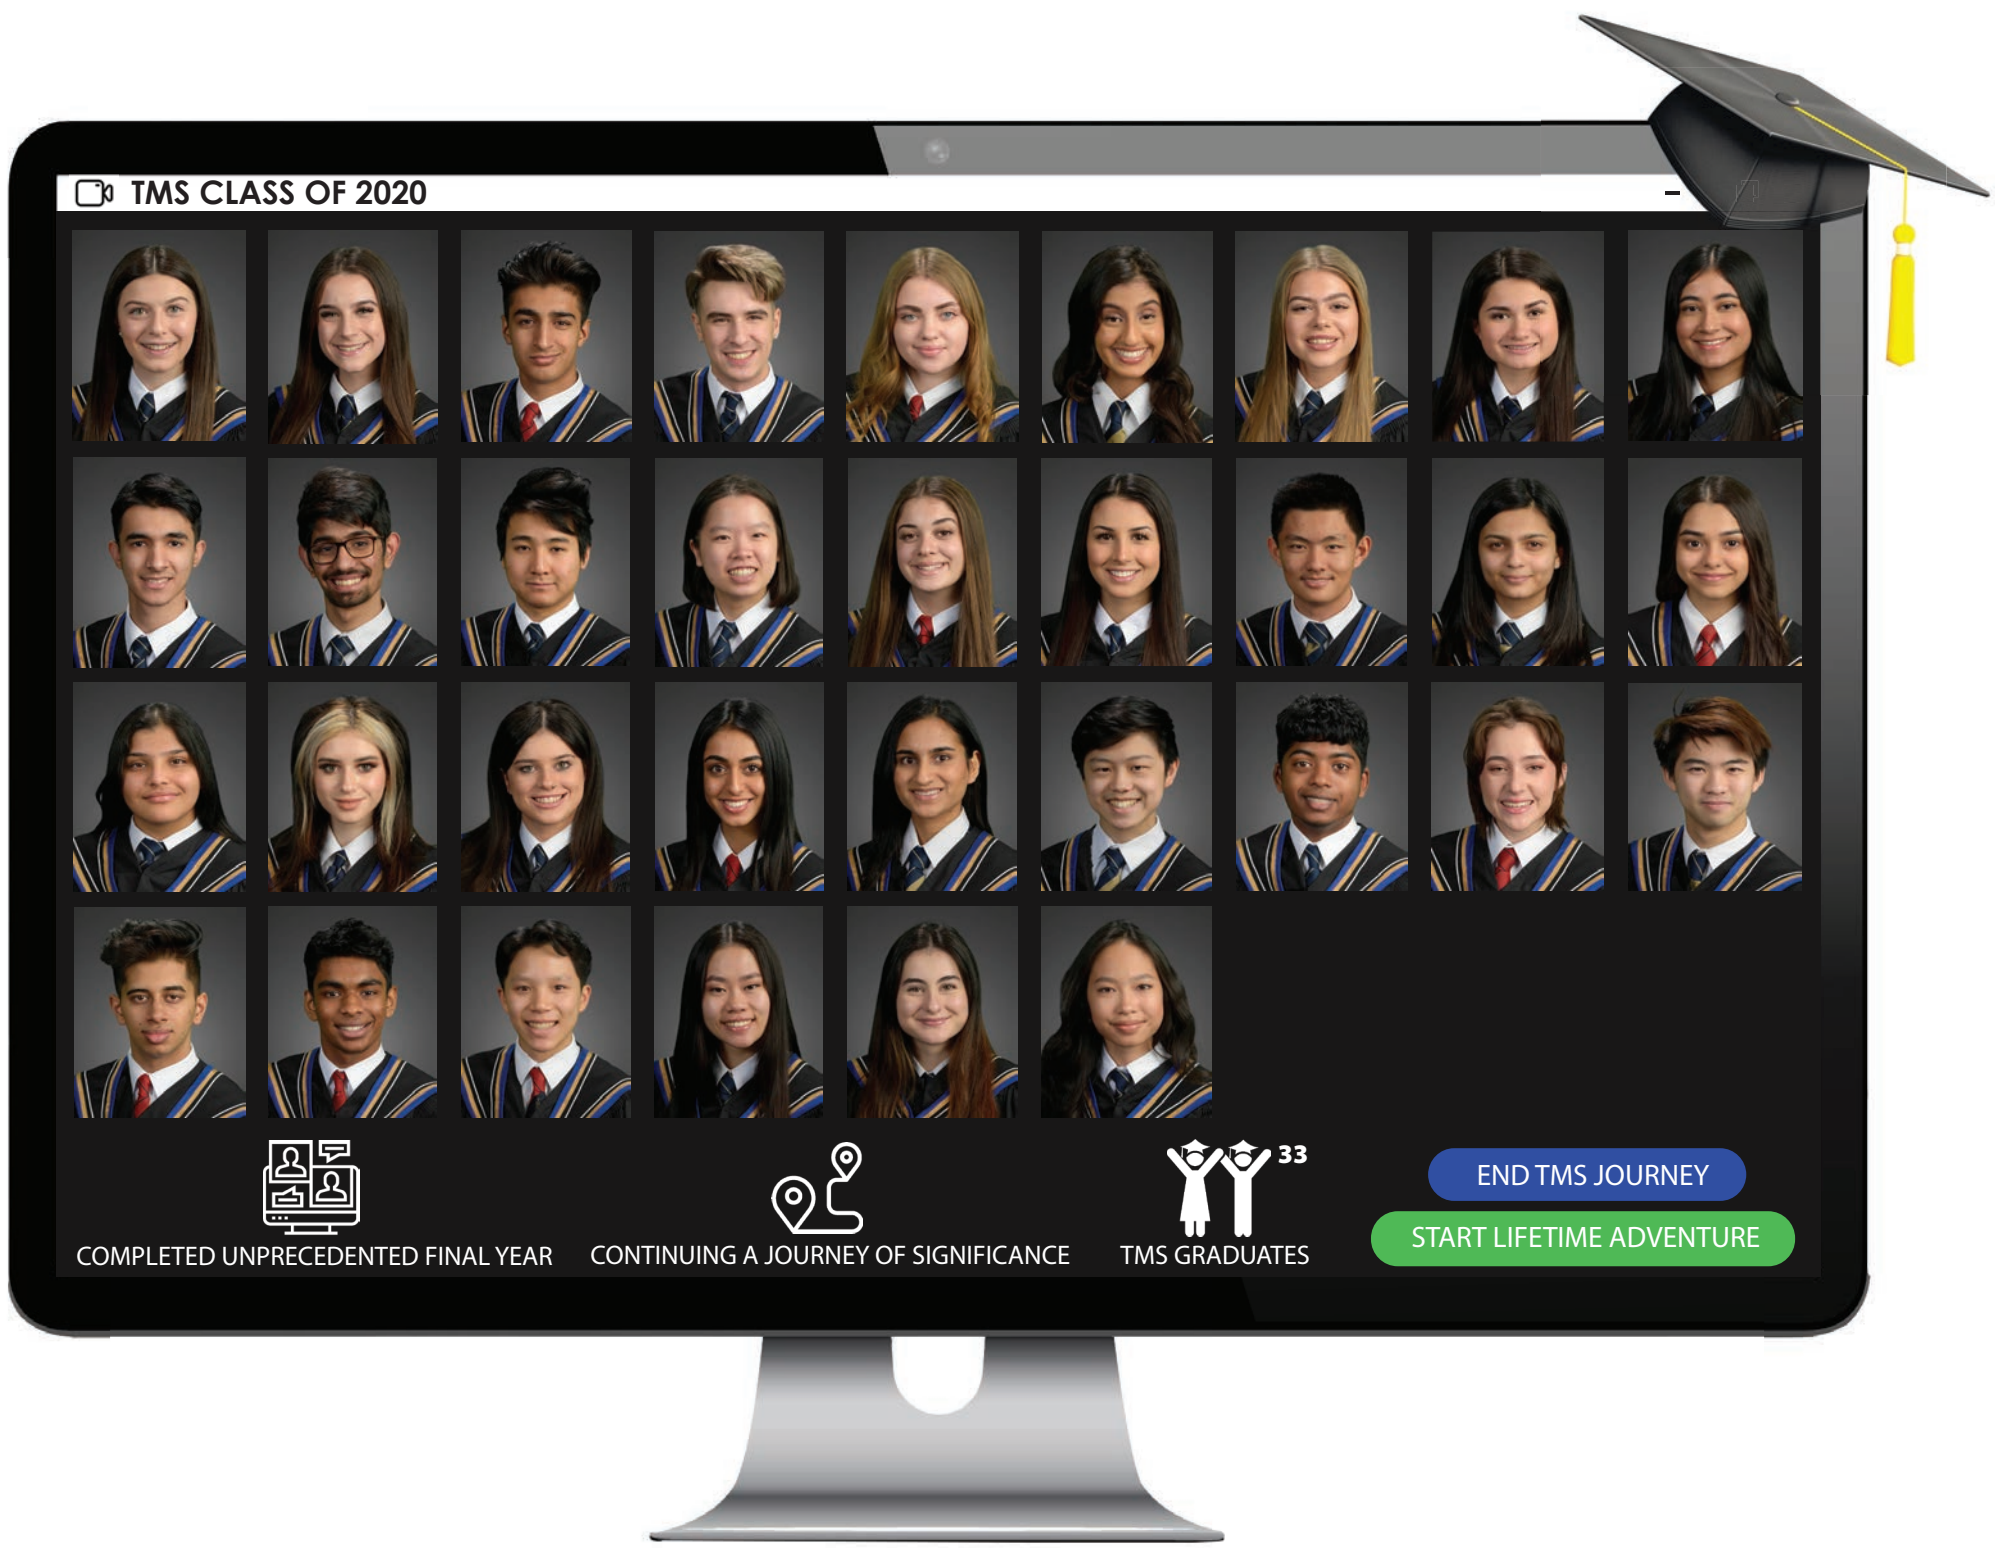 TMS CLASS OF 2020
33
COMPLETED UNPRECEDENTED FINAL YEAR
CONTINUING A JOURNEY OF SIGNIFICANCE
TMS GRADUATES
END TMS JOURNEY
START LIFETIME ADVENTURE